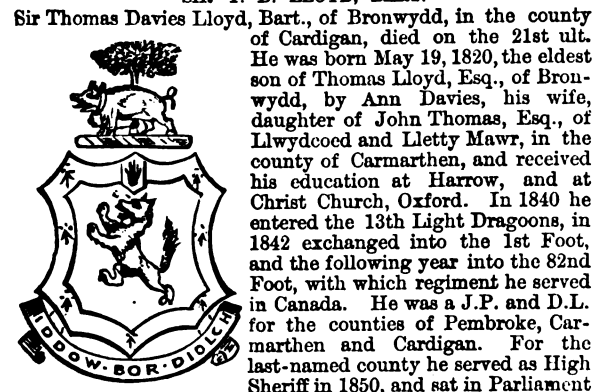 Sir Thomas Davies Lloyd, Bart., of Bronwydd, in the county
of Cardigan, died on the 21st ult.
He was born May 19, 1820, the eldest
son of Thomas Lloyd, Esq., of Bron-
wydd, by Ann Davies, his wife,
daughter of John Thomas, Esq., of
Llwydcoed and Lletty Mawr, in the
county of Carmarthen, and received
his education at Harrow, and at
Christ Church, Oxford. In 1840 he
entered the 13th Light Dragoons, in
1842 exchanged into the 1st Foot,
and the following year into the 82nd
Foot, with which regiment he served
in Canada. He was a J.P. and D.L.
for the counties of Pembroke, Car-
marthen and Cardigan. For the
last-named county he served as High
Sheriff in 1850, and sat in Parliament
IDDOW·BOR·DIOLCH